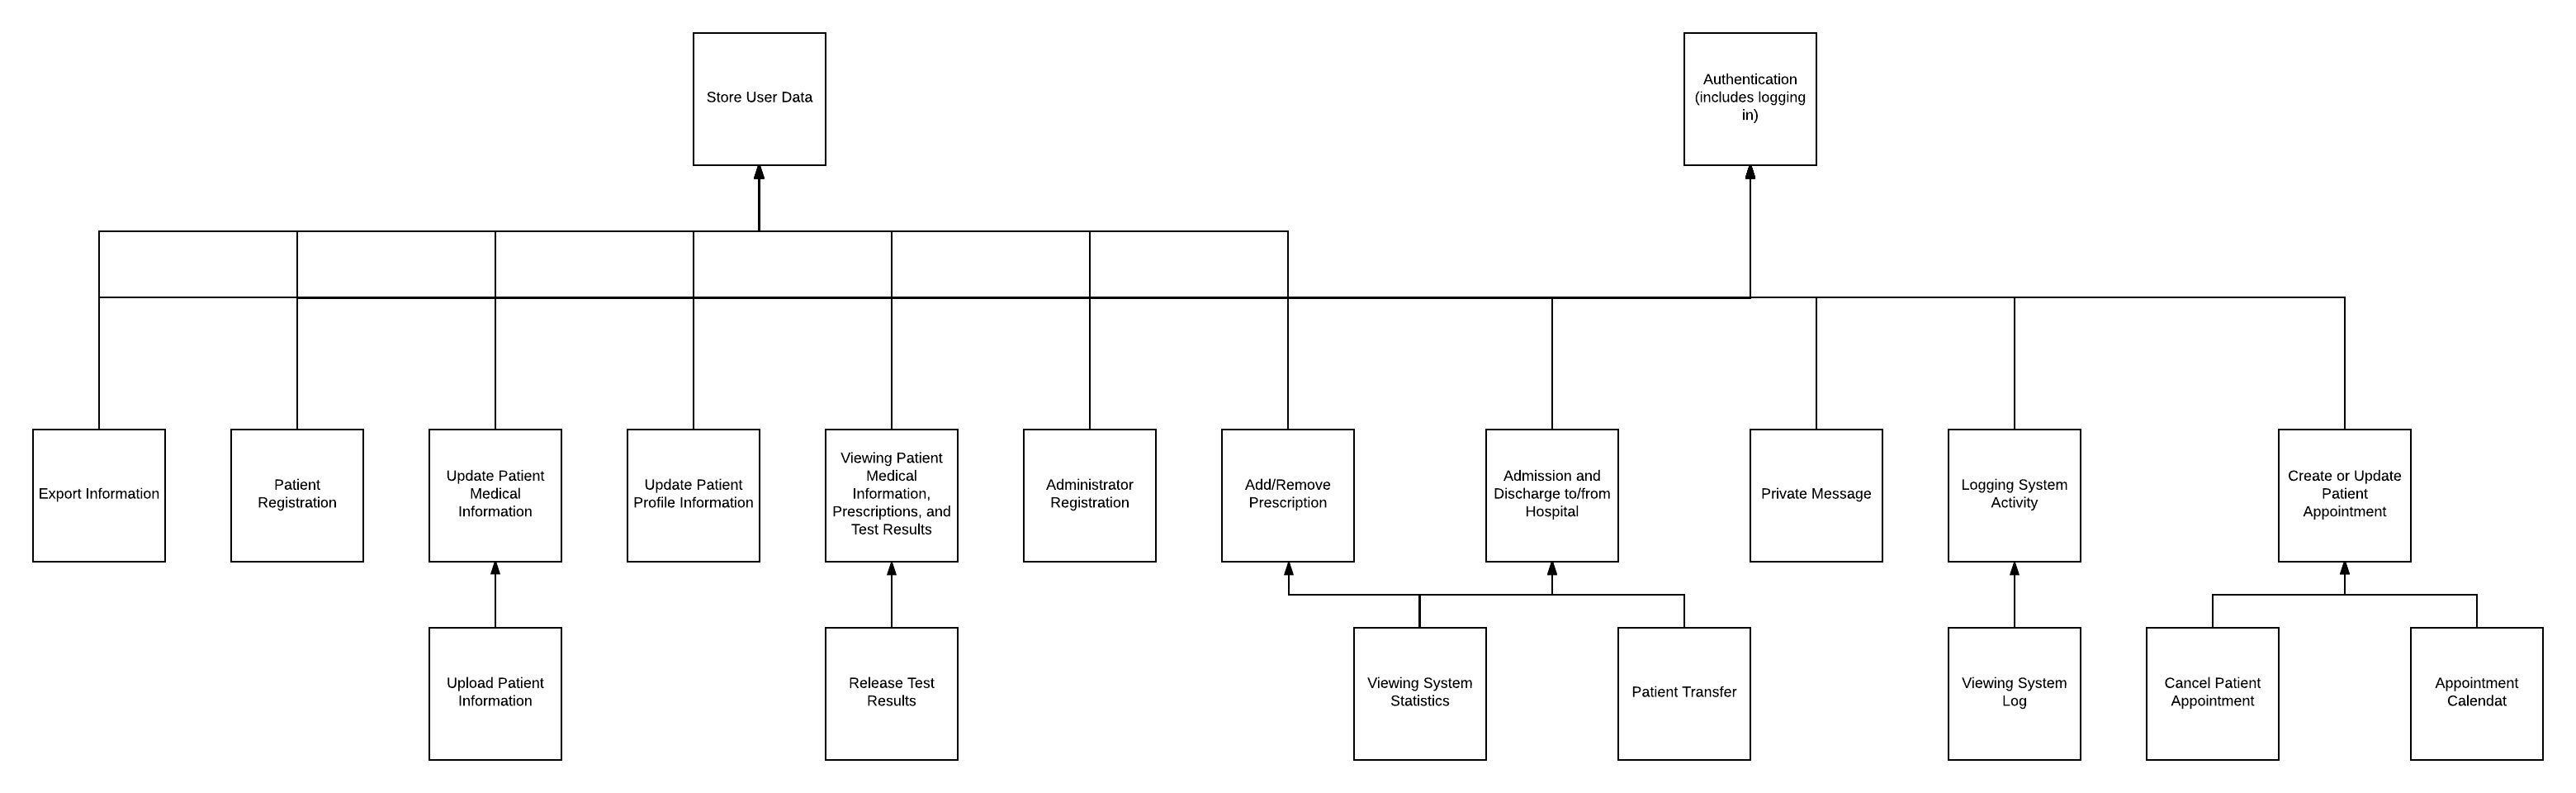 Store User Data
Authentication
(includes logging
in)
Export Information
Patient
Registration
Update Patient
Medical
Information
Update Patient
Profile Information
Viewing Patient
Medical
Information,
Prescriptions, and
Test Results
Administrator
Registration
Add/Remove
Prescription
Admission and
Discharge to/from
Hospital
Private Message
Logging System
Activity
Create or Update
Patient
Appointment
Upload Patient
Information
Release Test
Results
Viewing System
Statistics
Patient Transfer
Viewing System
Log
Cancel Patient
Appointment
Appointment
Calendat